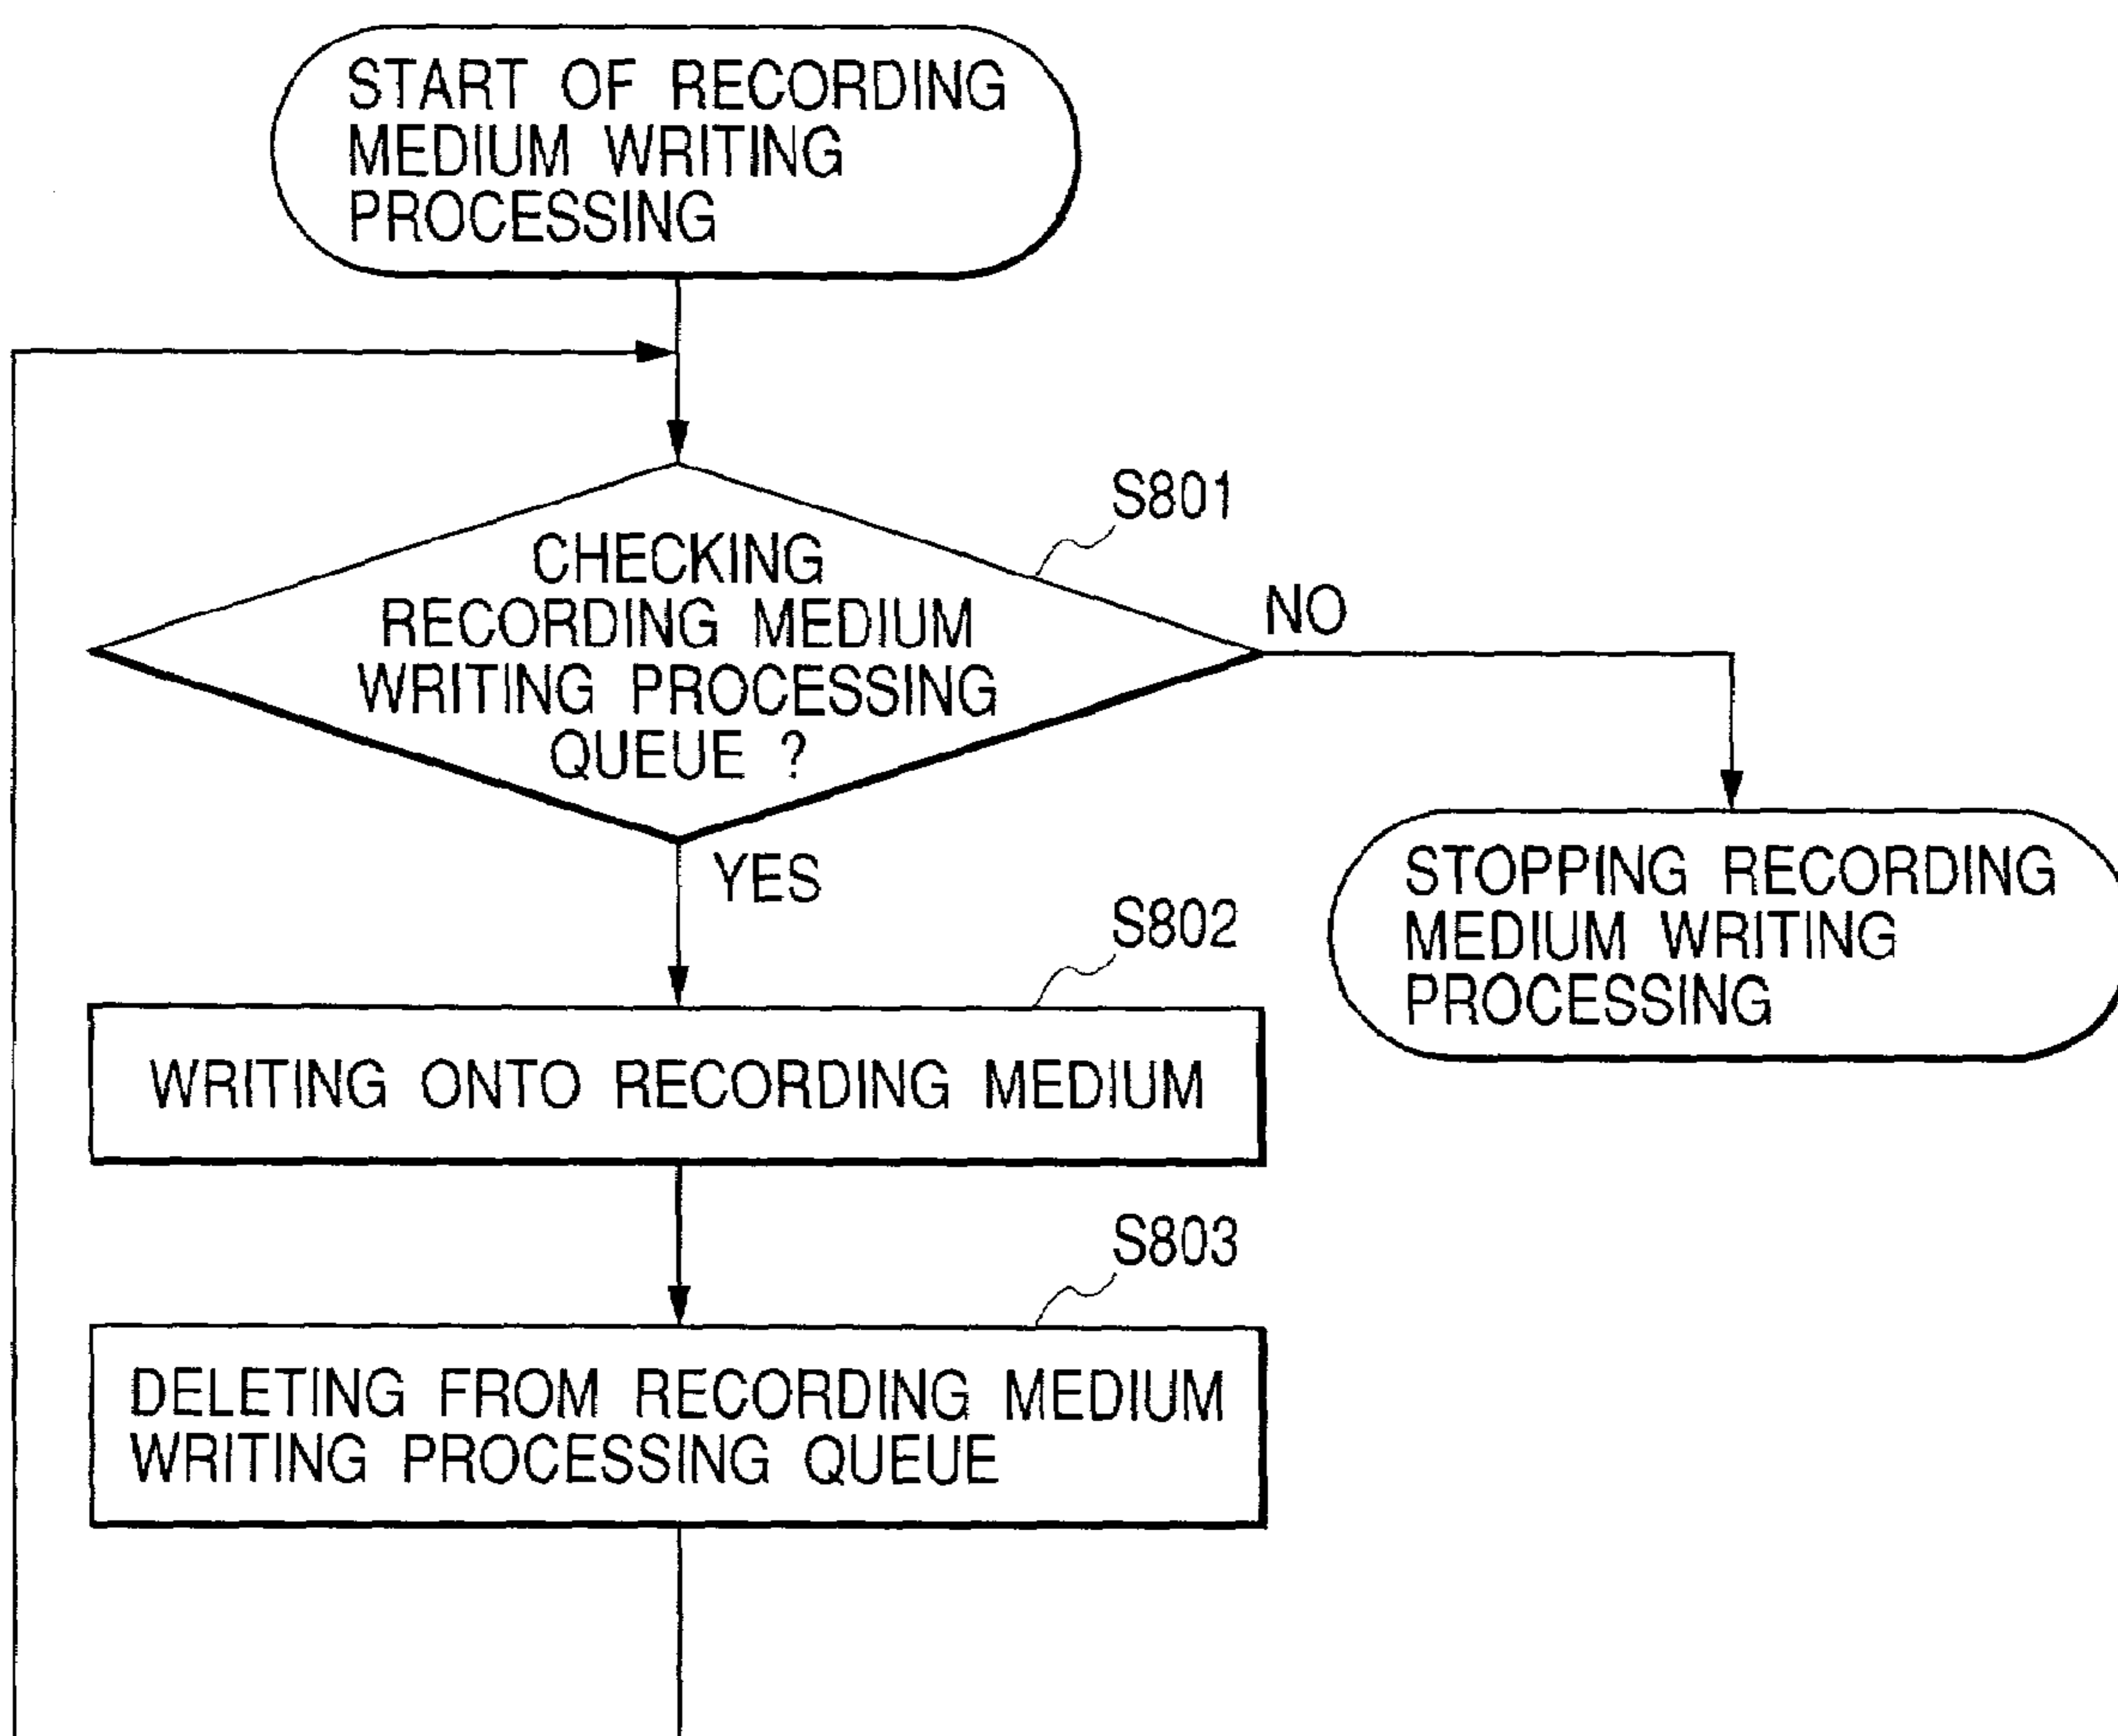 START OF RECORDING
MEDIUM WRITING
PROCESSING
S801
CHECKING
RECORDING MEDIUM
WRITING PROCESSING
QUEUE ?
NO
YES
STOPPING RECORDING
MEDIUM WRITING
PROCESSING
S802
WRITING ONTO RECORDING MEDIUM
S803
DELETING FROM RECORDING MEDIUM
WRITING PROCESSING QUEUE